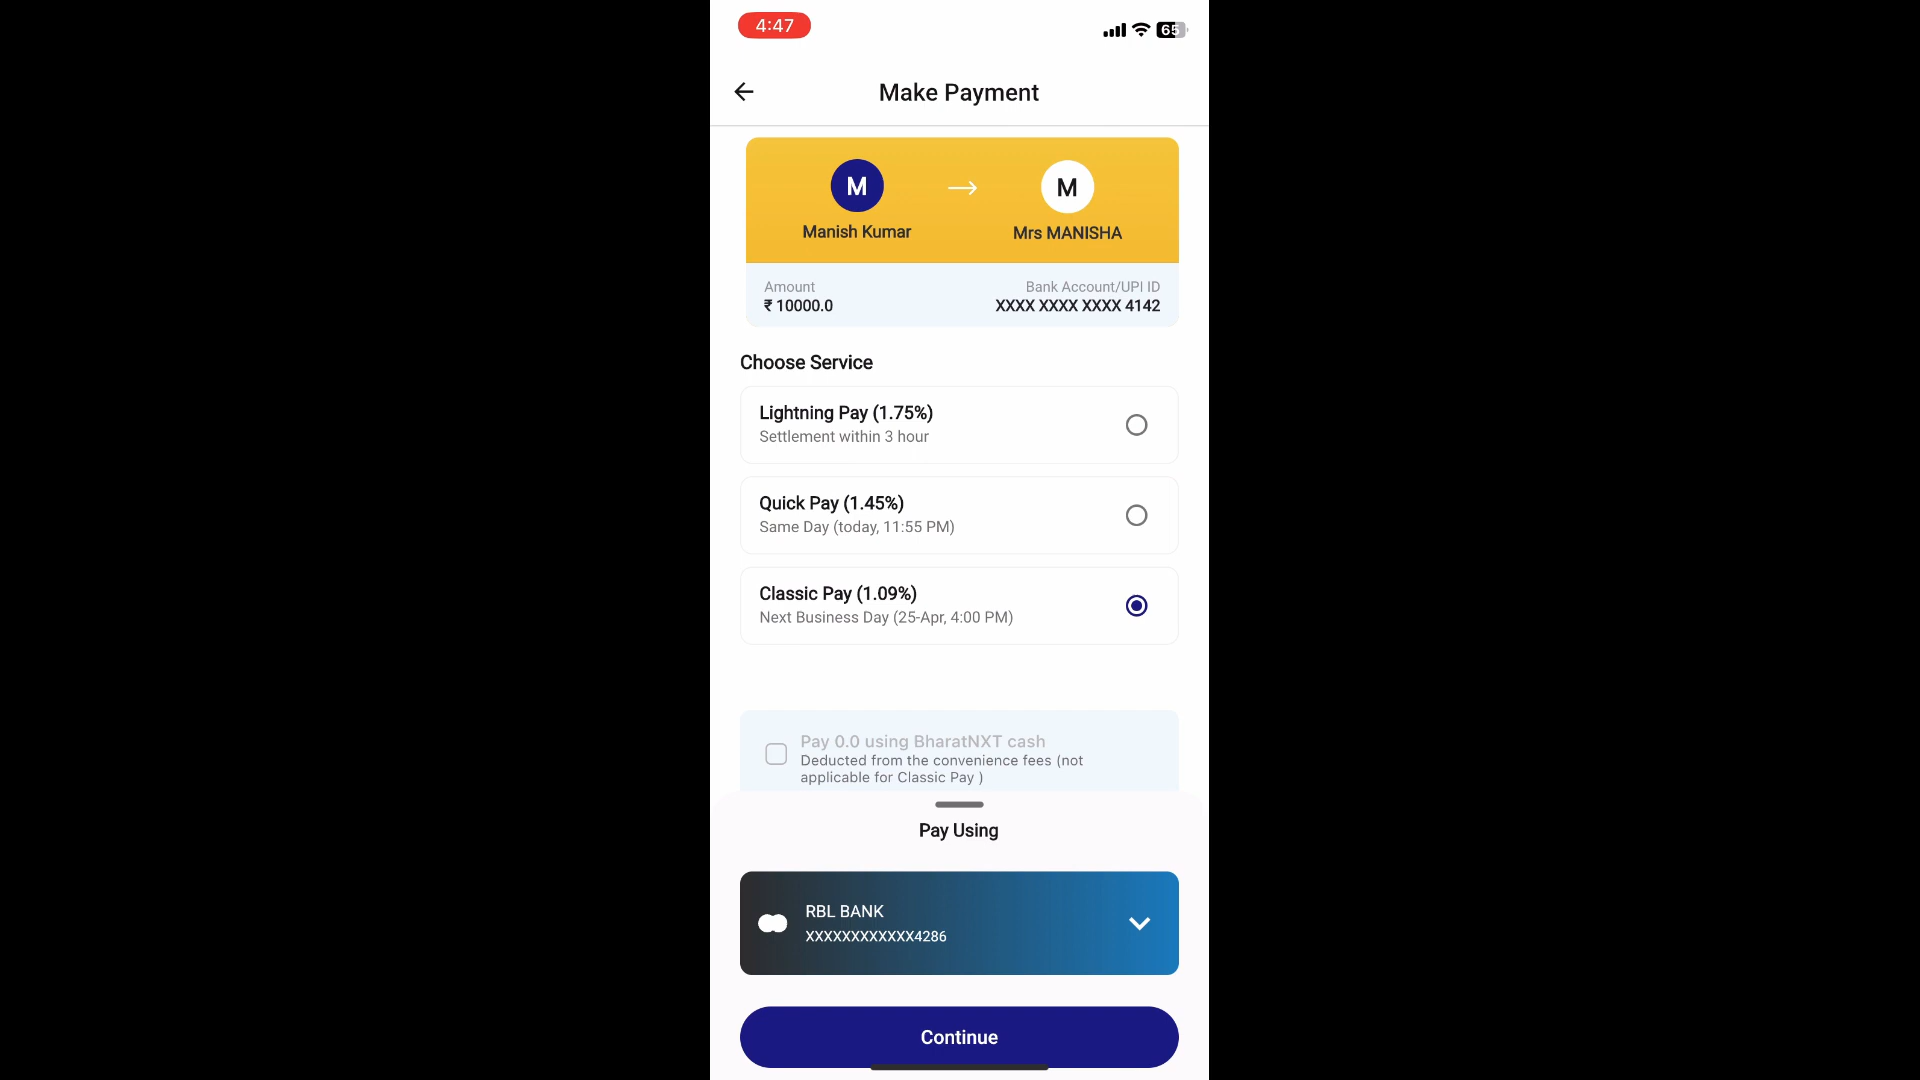 4:47
65
Make Payment
M
M
Manish Kumar
Mrs MANISHA
Amount
Bank Account/UPI ID
₹ 10000.0
XXXX XXXX XXXX 4142
Choose Service
Lightning Pay (1.75%)
Settlement within 3 hour
Quick Pay (1.45%)
Same Day (today, 11:55 PM)
Classic Pay (1.09%)
Next Business Day (25-Apr, 4:00 PM)
Pay 0.0 using BharatNXT cash
Deducted from the convenience fees (not
applicable for Classic Pay )
Pay Using
RBL BANK
XXXXXXXXXXXX4286
Continue